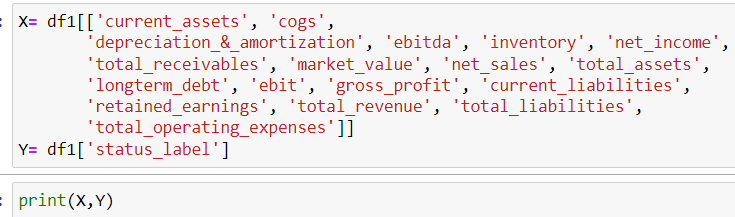 : X= df1[['current_assets', 'cogs',
'depreciation_&_amortization', 'ebitda', 'inventory', 'net_income',
'total_receivables', 'market_value', 'net_sales', 'total_assets',
'longterm_debt', 'ebit', 'gross_profit', 'current_liabilities',
'retained_earnings', 'total_revenue', 'total_liabilities',
'total_operating_expenses']]
Y= df1['status_label']
: print(X,Y)